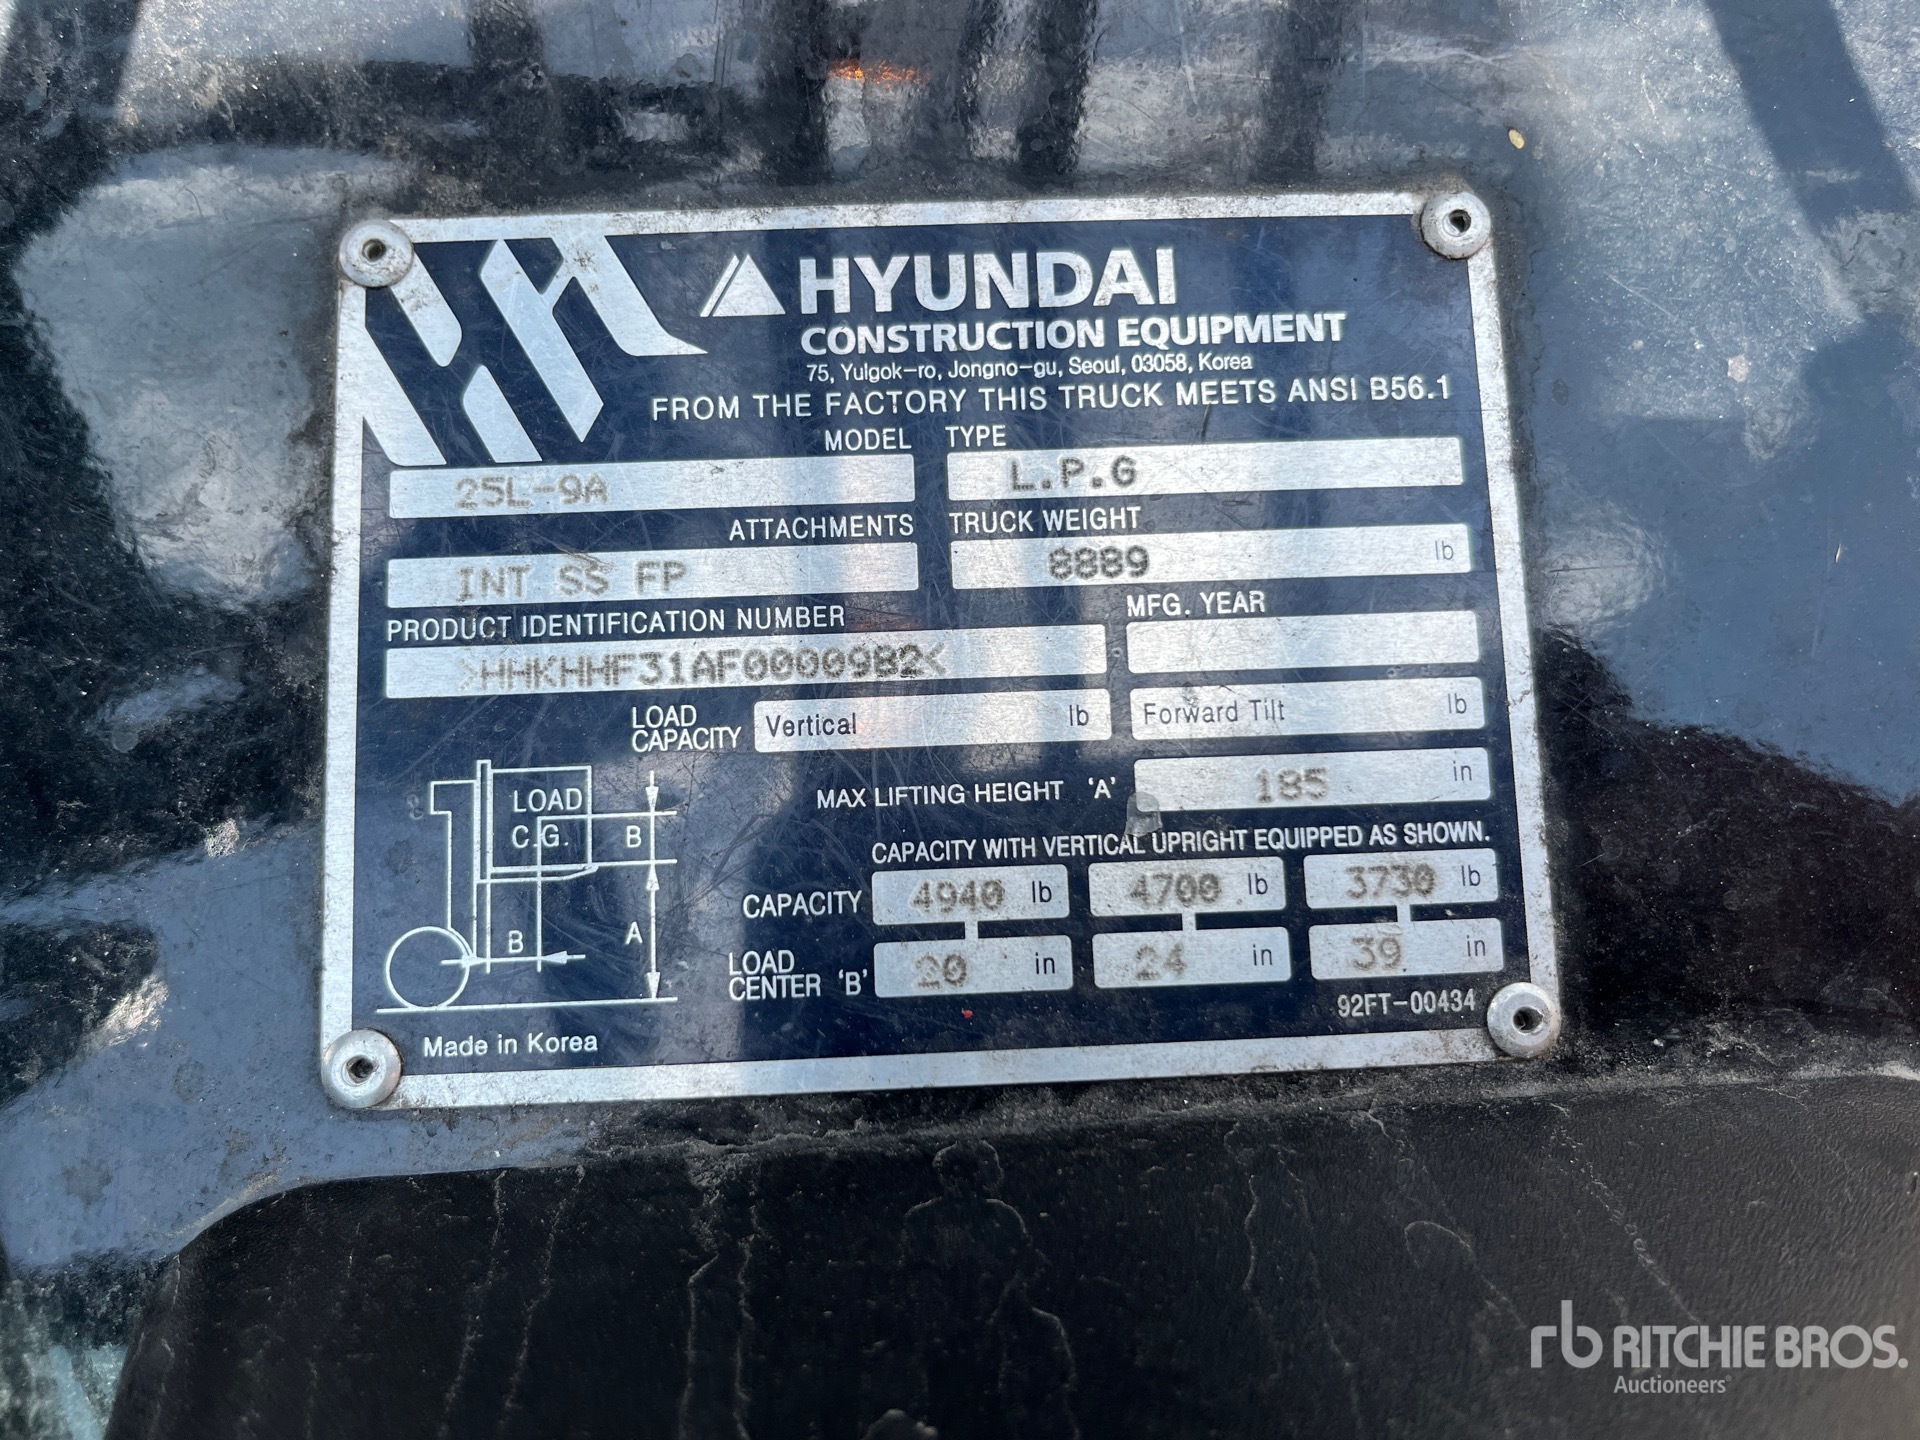 HYUNDAI
CONSTRUCTION EQUIPMENT
75, Yulgok-ro, Jongno-gu, Seoul, 03058, Korea
FROM THE FACTORY THIS TRUCK MEETS ANSI B56.1
MODEL TYPE
25L-9A L.P.G
ATTACHMENTS TRUCK WEIGHT
INT SS FP 8889 lb
PRODUCT IDENTIFICATION NUMBER MFG. YEAR
>HHKHHF31AF0000982<
LOAD CAPACITY Vertical lb Forward Tilt lb
MAX LIFTING HEIGHT 'A' 185 in
LOAD
C.G.
B
B
A
CAPACITY WITH VERTICAL UPRIGHT EQUIPPED AS SHOWN.
CAPACITY 4940 lb 4700 lb 3730 lb
LOAD CENTER 'B' 20 in 24 in 39 in
92FT-00434
Made in Korea
rb RITCHIE BROS.
Auctioneers